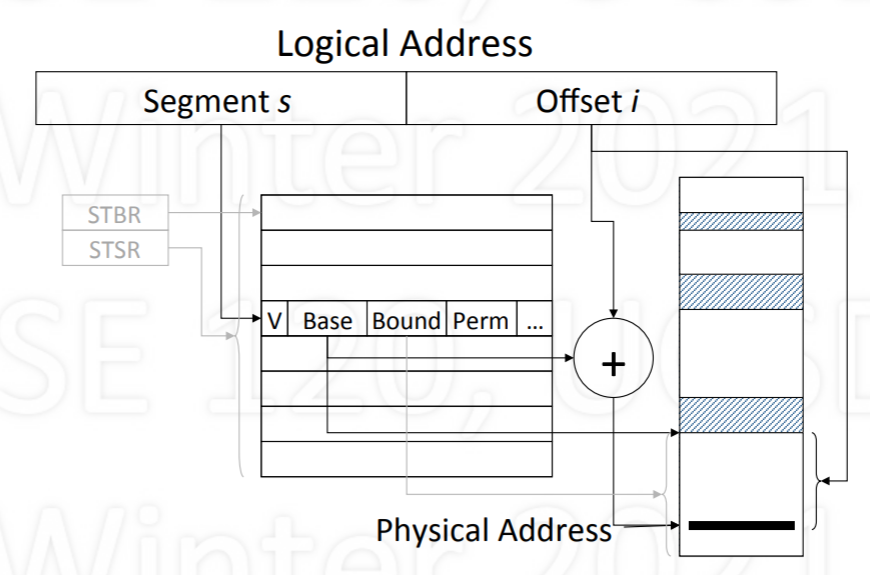 Logical Address
Segment s
Offset i
STBR
STSR
V Base Bound Perm ...
+
Physical Address
Winter 2021
CSE 120, UCSD
Winter 2021